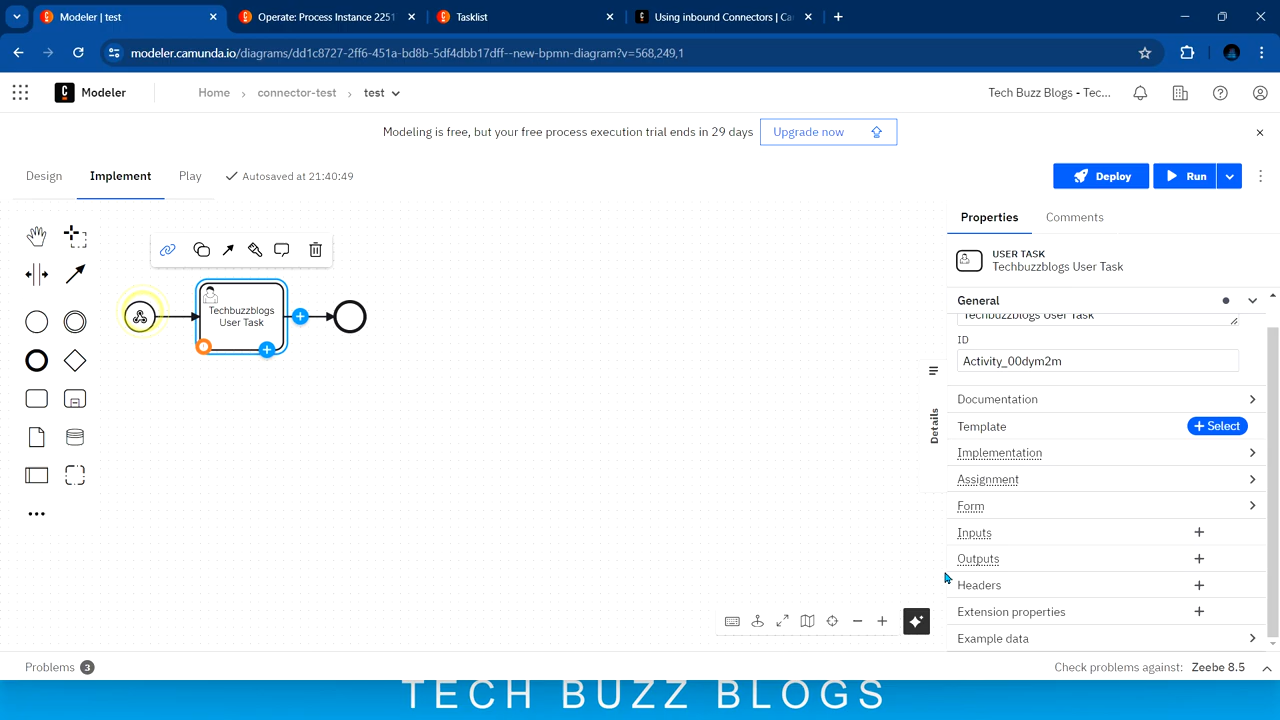 Modeler | test
Operate: Process Instance 2251
Tasklist
Using inbound Connectors | Ca
modeler.camunda.io/diagrams/dd1c8727-2ff6-451a-bd8b-5df4dbb17dff--new-bpmn-diagram?v=568,249,1
Modeler
Home
connector-test
test
Tech Buzz Blogs - Tec...
Modeling is free, but your free process execution trial ends in 29 days
Upgrade now
Design
Implement
Play
Autosaved at 21:40:49
Deploy
Run
Properties
Comments
USER TASK
Techbuzzblogs User Task
General
Techbuzzblogs User Task
ID
Activity_00dym2m
Documentation
Template
+ Select
Implementation
Assignment
Form
Inputs
Outputs
Headers
Extension properties
Example data
Details
Techbuzzblogs
User Task
Problems 3
Check problems against: Zeebe 8.5
TECH BUZZ BLOGS